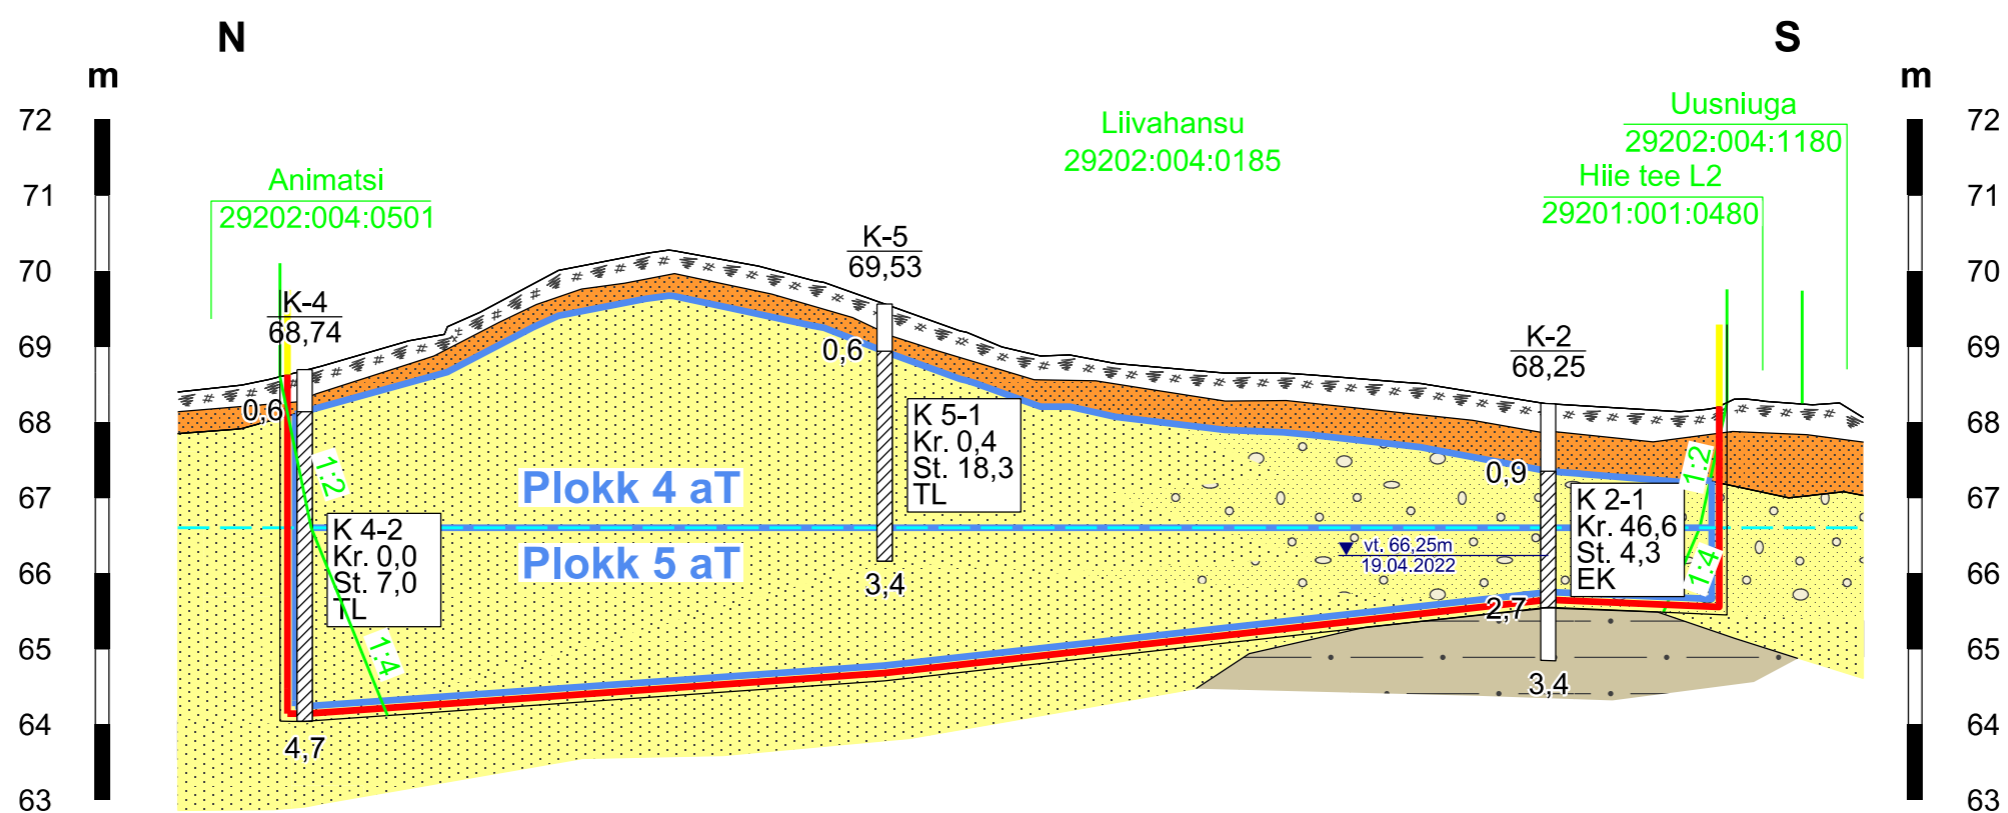 N
S
m
m
72
71
70
69
68
67
66
65
64
63
72
71
70
69
68
67
66
65
64
63
Animatsi
29202:004:0501
Liivahansu
29202:004:0185
Uusniuga
29202:004:1180
Hiie tee L2
29201:001:0480
K-4
68,74
K-5
69,53
K-2
68,25
0,6
0,6
0,9
1:2
1:2
K 5-1
Kr. 0,4
St. 18,3
TL
Plokk 4 aT
Plokk 5 aT
K 4-2
Kr. 0,0
St. 7,0
TL
K 2-1
Kr. 46,6
St. 4,3
EK
vt. 66,25m
19.04.2022
1:4
1:4
2,7
3,4
3,4
4,7